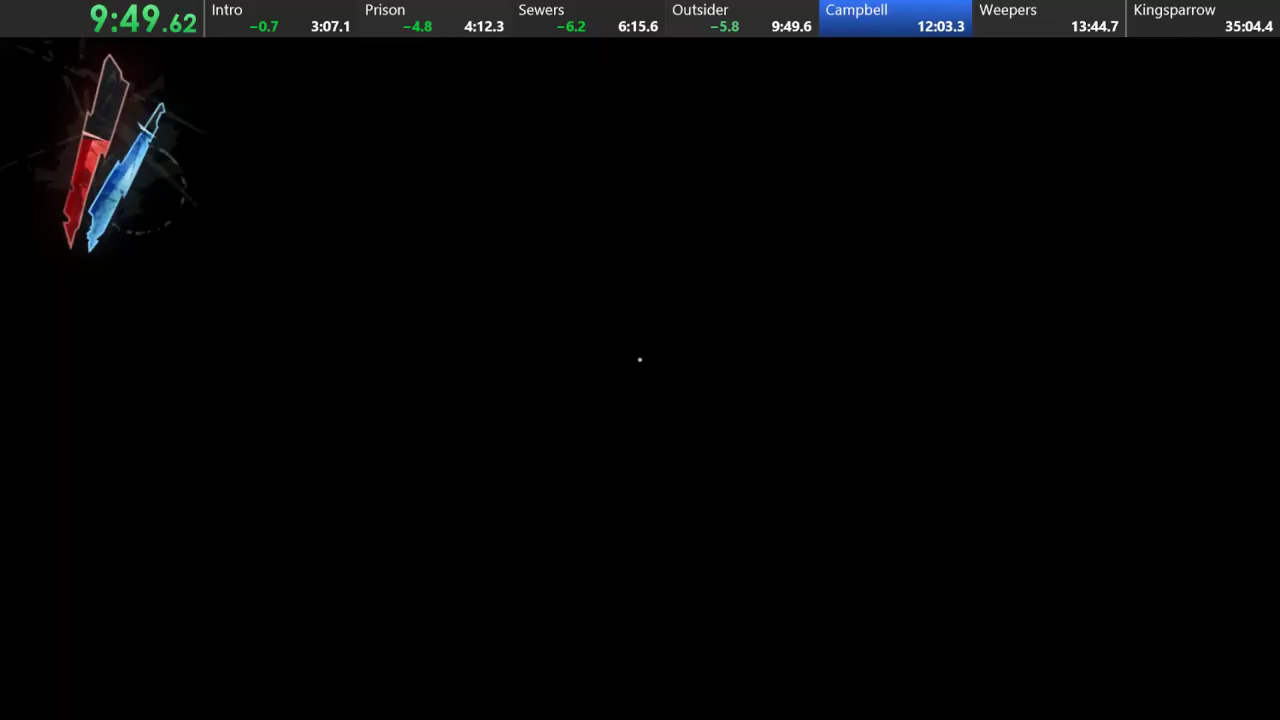 9:49.62
Intro
−0.7 3:07.1
Prison
−4.8 4:12.3
Sewers
−6.2 6:15.6
Outsider
−5.8 9:49.6
Campbell
12:03.3
Weepers
13:44.7
Kingsparrow
35:04.4